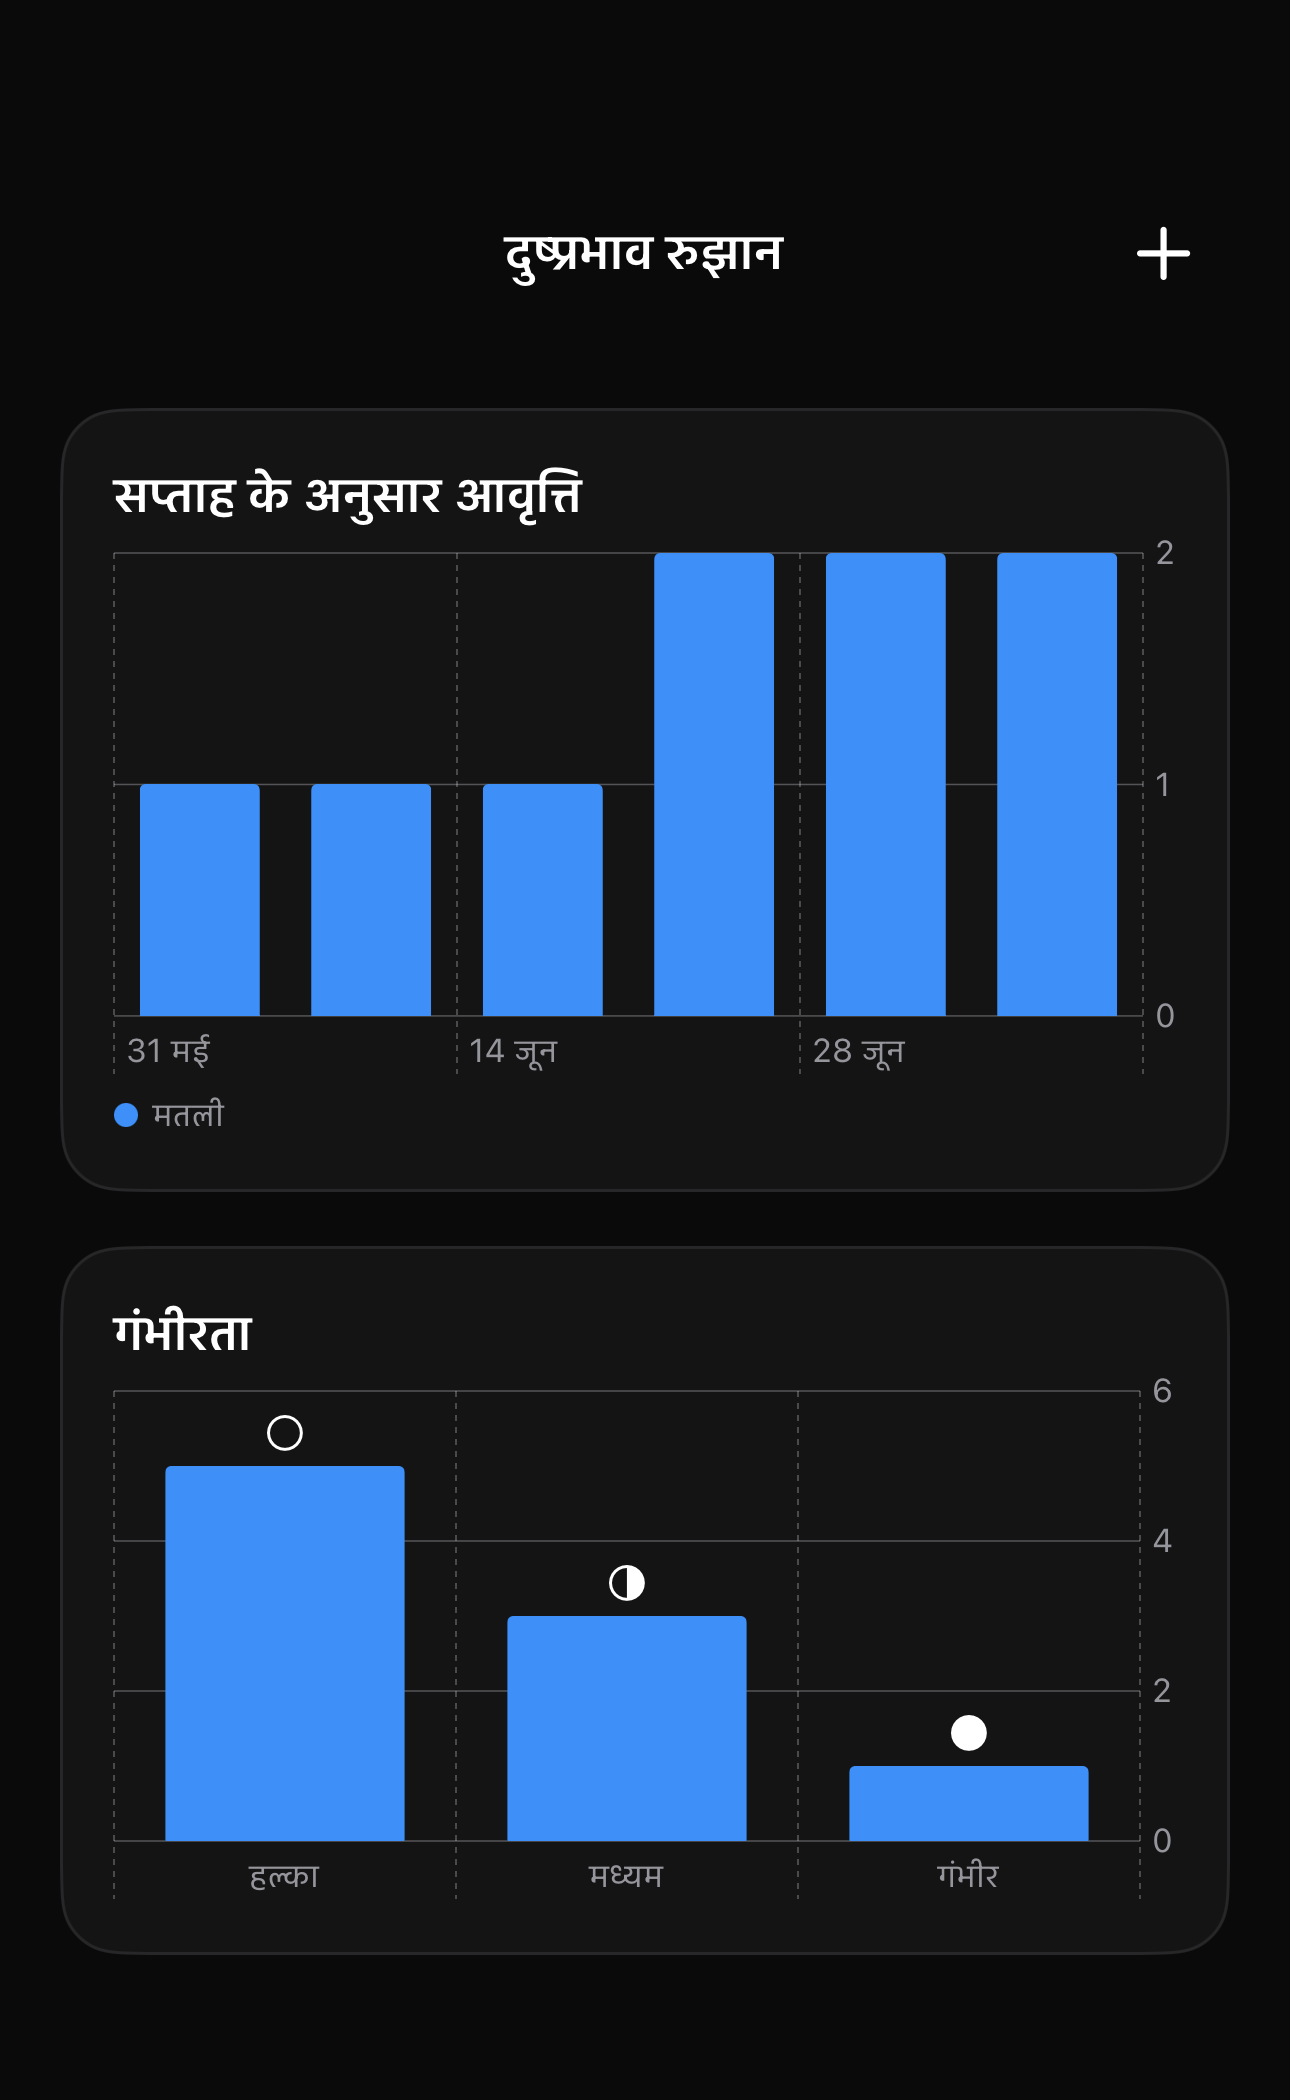 दुष्प्रभाव रुझान
सप्ताह के अनुसार आवृत्ति
2
1
0
31 मई 14 जून 28 जून
मतली
गंभीरता
6
4
2
0
हल्का मध्यम गंभीर